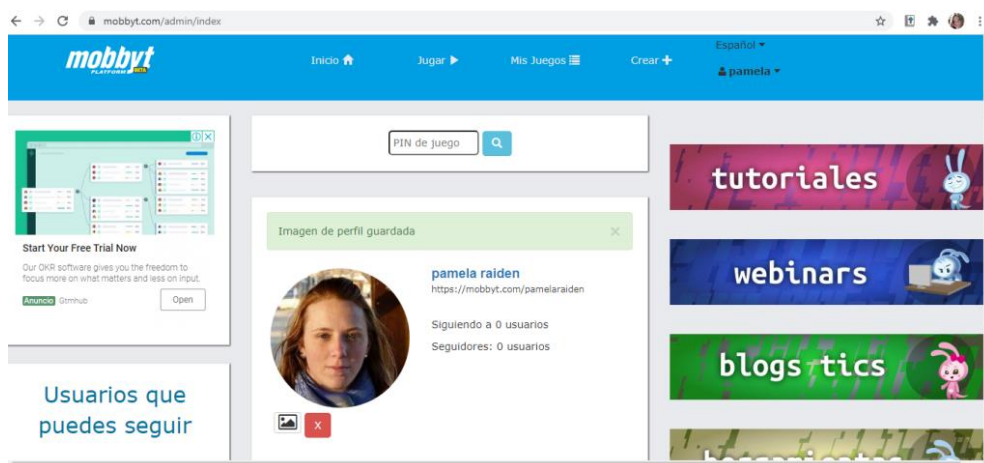 mobbyt.com/admin/index
mobbyt
PLATFORM BETA
Inicio
Jugar
Mis Juegos
Crear
Español
pamela
Start Your Free Trial Now
Our OKR software gives you the freedom to
focus more on what matters and less on input.
Anuncio Gtmhub
Open
Usuarios que
puedes seguir
PIN de juego
Imagen de perfil guardada
pamela raiden
https://mobbyt.com/pamelaraiden
Siguiendo a 0 usuarios
Seguidores: 0 usuarios
X
tutoriales
webinars
blogs tics